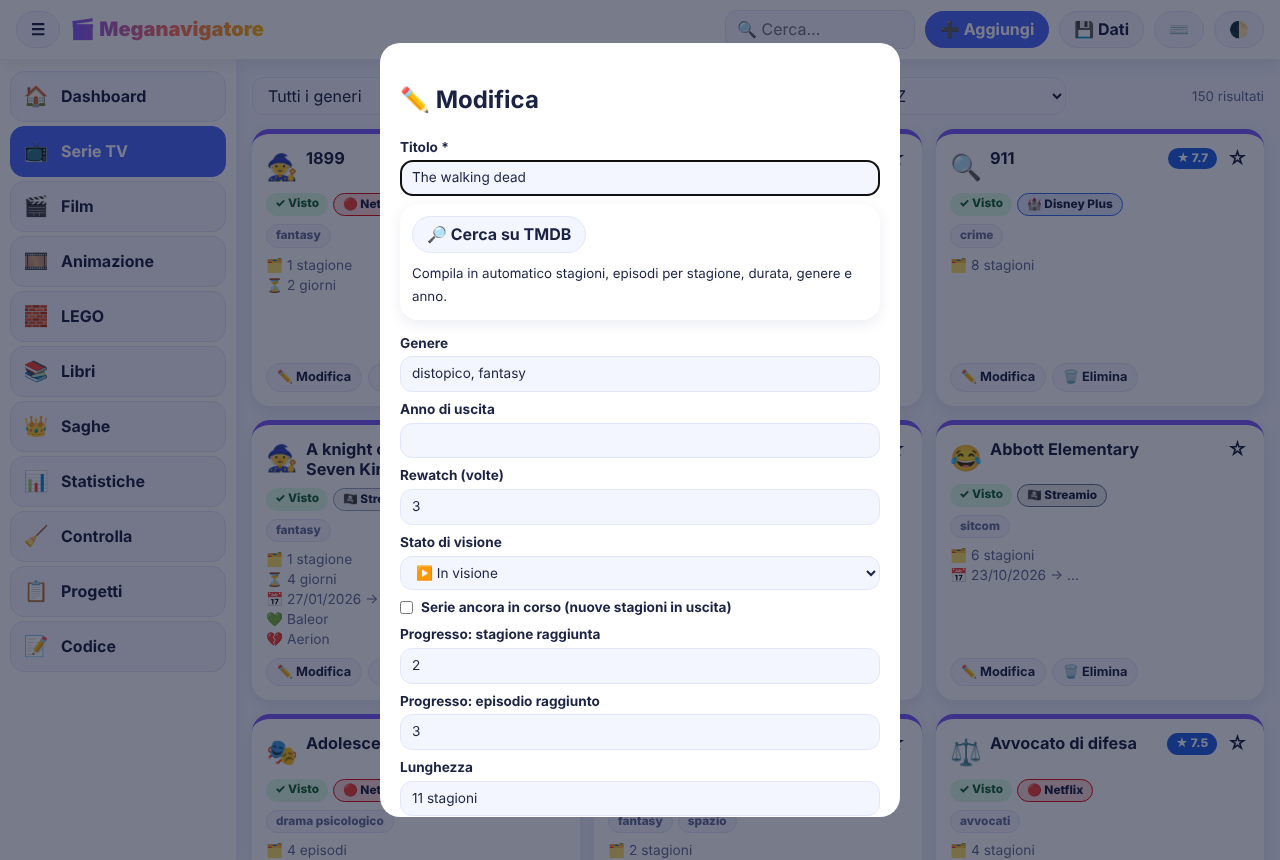 ☰ 🎬 Meganavigatore 🔍 Cerca... ➕ Aggiungi 💾 Dati ⌨️ 🌓
🏠 Dashboard
📺 Serie TV
🎬 Film
🎞️ Animazione
🧱 LEGO
📚 Libri
👑 Saghe
📊 Statistiche
🧹 Controlla
📋 Progetti
📝 Codice
Tutti i generi
Z
150 risultati
1899
✓ Visto 🔴 Net
fantasy
🗂️ 1 stagione
⏳ 2 giorni
✏️ Modifica
911 ★ 7.7 ☆
✓ Visto 🏰 Disney Plus
crime
🗂️ 8 stagioni
✏️ Modifica 🗑️ Elimina
A knight
Seven
✓ Visto 🏴‍☠️ Stre
fantasy
🗂️ 1 stagione
⏳ 4 giorni
📅 27/01/2026 →
💚 Baleor
💔 Aerion
✏️ Modifica
Abbott Elementary ☆
✓ Visto 🏴‍☠️ Streamio
sitcom
🗂️ 6 stagioni
📅 23/10/2026 → ...
✏️ Modifica 🗑️ Elimina
Adolesce
✓ Visto 🔴 Net
drama psicologico
🗂️ 4 episodi
fantasy spazio
🗂️ 2 stagioni
Avvocato di difesa ★ 7.5 ☆
✓ Visto 🔴 Netflix
avvocati
🗂️ 4 stagioni
✏️ Modifica
Titolo *
The walking dead
🔎 Cerca su TMDB
Compila in automatico stagioni, episodi per stagione, durata, genere e
anno.
Genere
distopico, fantasy
Anno di uscita
Rewatch (volte)
3
Stato di visione
▶️ In visione
Serie ancora in corso (nuove stagioni in uscita)
Progresso: stagione raggiunta
2
Progresso: episodio raggiunto
3
Lunghezza
11 stagioni